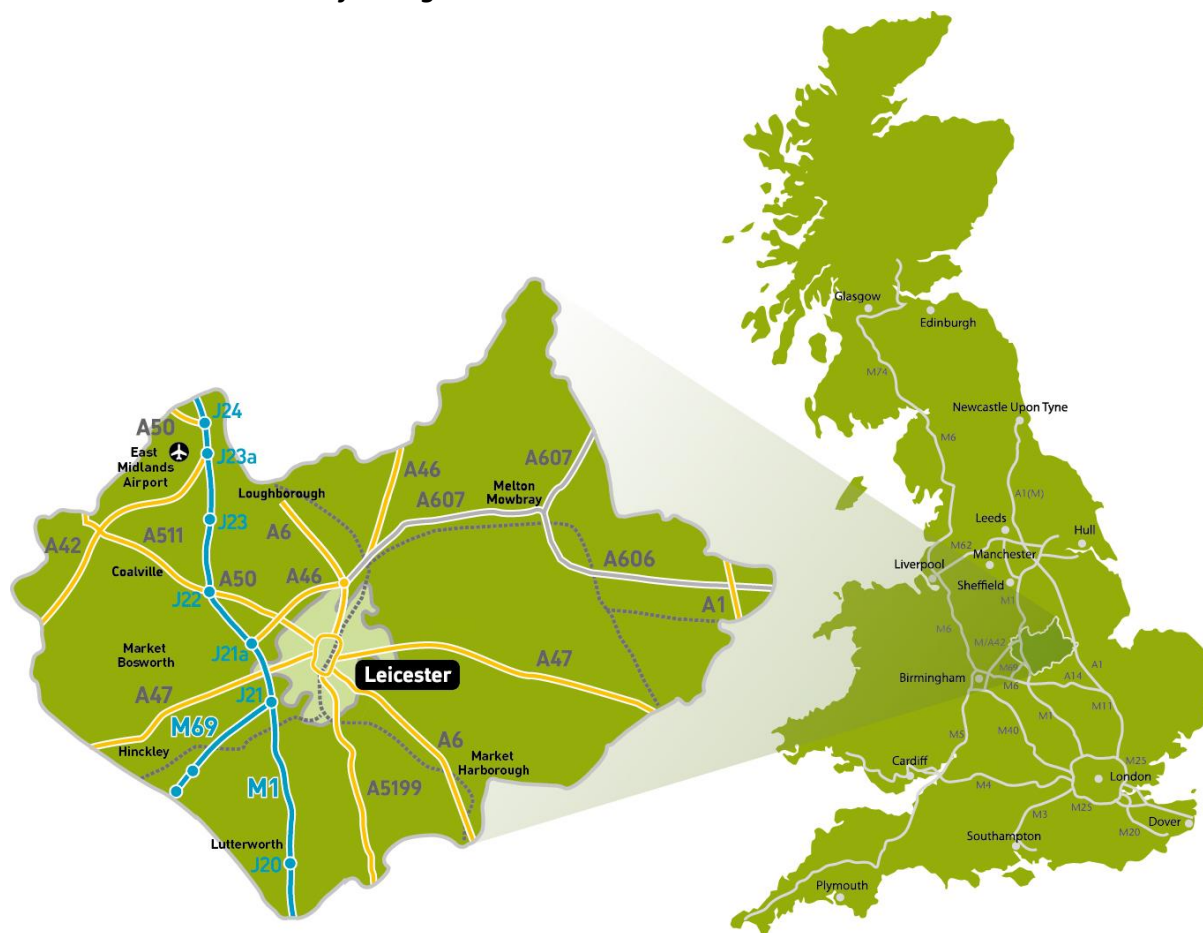 J24
A50
East
Midlands
Airport
J23a
A607
A46
Melton
Mowbray
Loughborough
A607
J23
A6
A511
A42
A606
Coalville
A50
A46
J22
A1
Market
Bosworth
J21a
A47
Leicester
A47
J21
M69
A6
Hinckley
Market
Harborough
M1
A5199
Lutterworth
J20
Glasgow
Edinburgh
M74
Newcastle Upon Tyne
M6
A1(M)
Leeds
Hull
M62
Manchester
Liverpool
Sheffield
M1
M6
M/A42
M69
A1
Birmingham
M6
A14
M1
M11
M5
M40
Cardiff
M25
London
M4
M25
M3
Dover
M20
Southampton
Plymouth